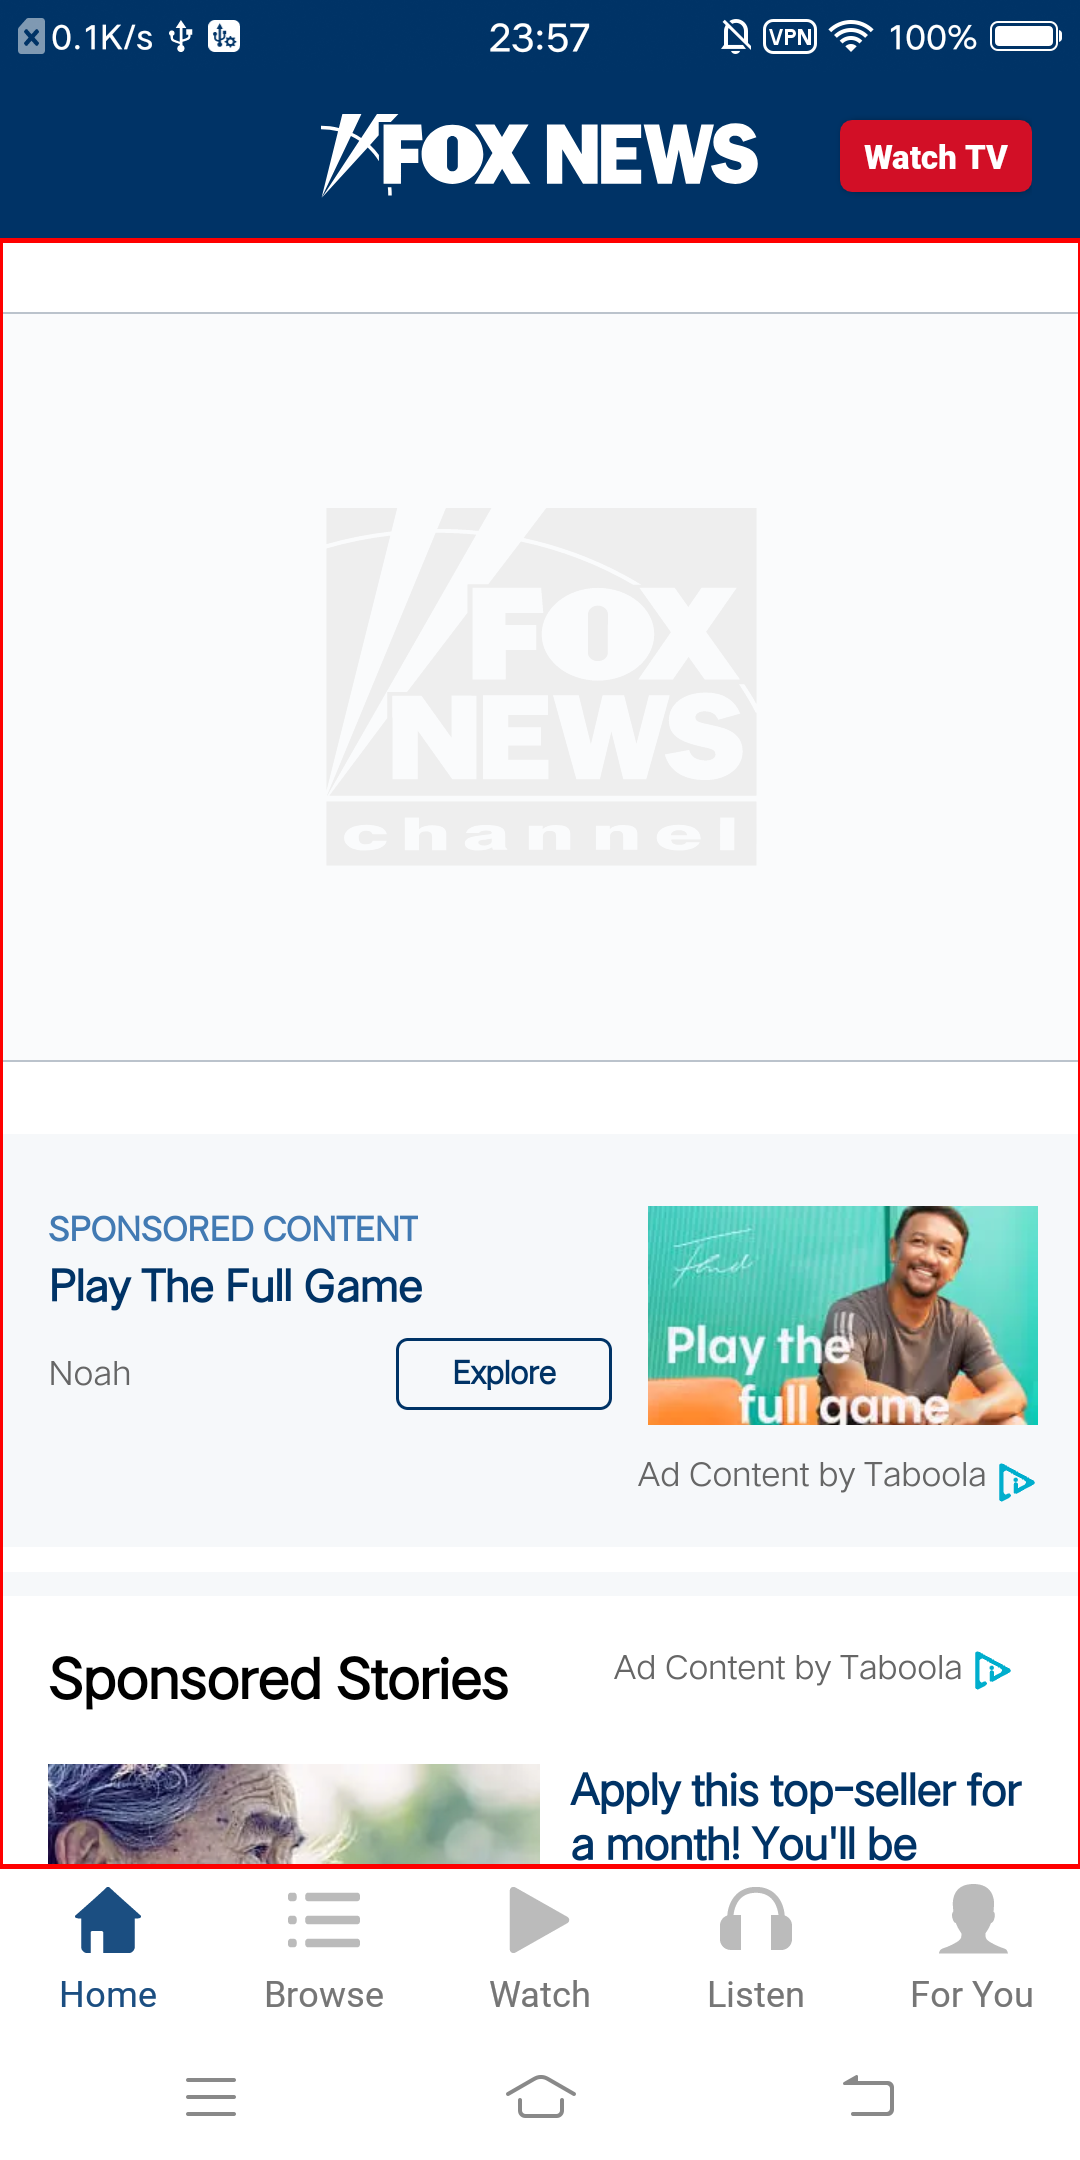 0.1K/s 23:57 VPN 100%
FOX NEWS
Watch TV
FOX
NEWS
channel
SPONSORED CONTENT
Play The Full Game
Noah
Explore
Find
Play the
full game
Ad Content by Taboola
Sponsored Stories
Ad Content by Taboola
Apply this top-seller for
a month! You'll be
Home Browse Watch Listen For You